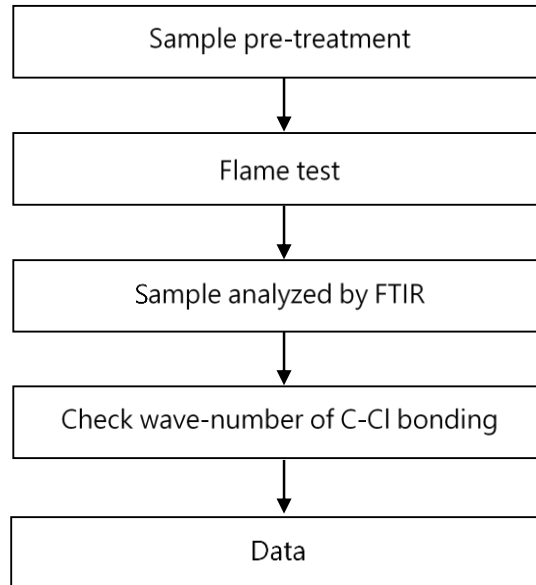 Sample pre-treatment
Flame test
Sample analyzed by FTIR
Check wave-number of C-Cl bonding
Data